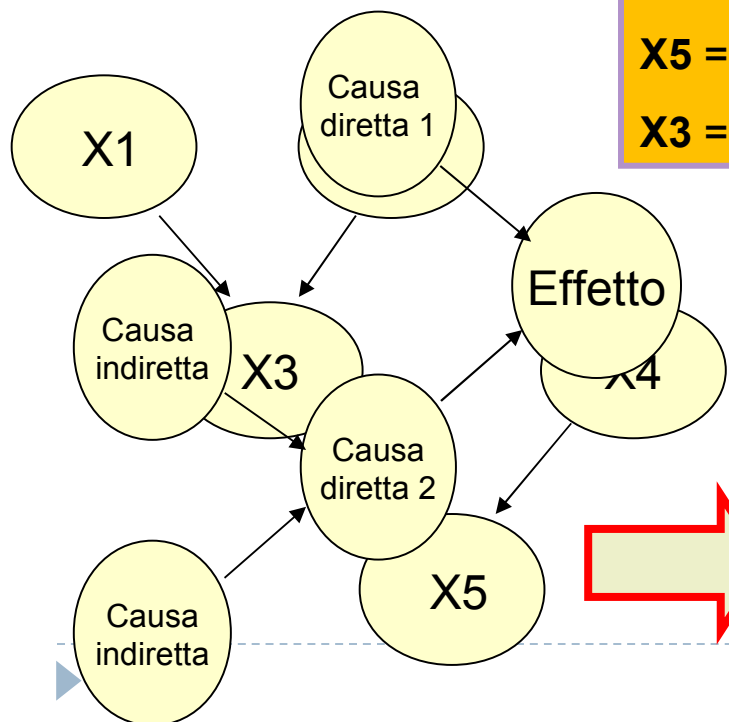 X5 =
X3 =
Causa
diretta 1
X1
Effetto
Causa
indiretta
X3
X4
Causa
diretta 2
X5
Causa
indiretta